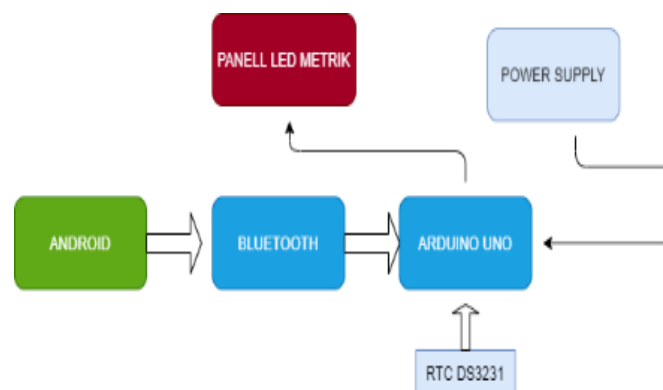 PANELL LED METRIK
POWER SUPPLY
ANDROID
BLUETOOTH
ARDUINO UNO
RTC DS3231